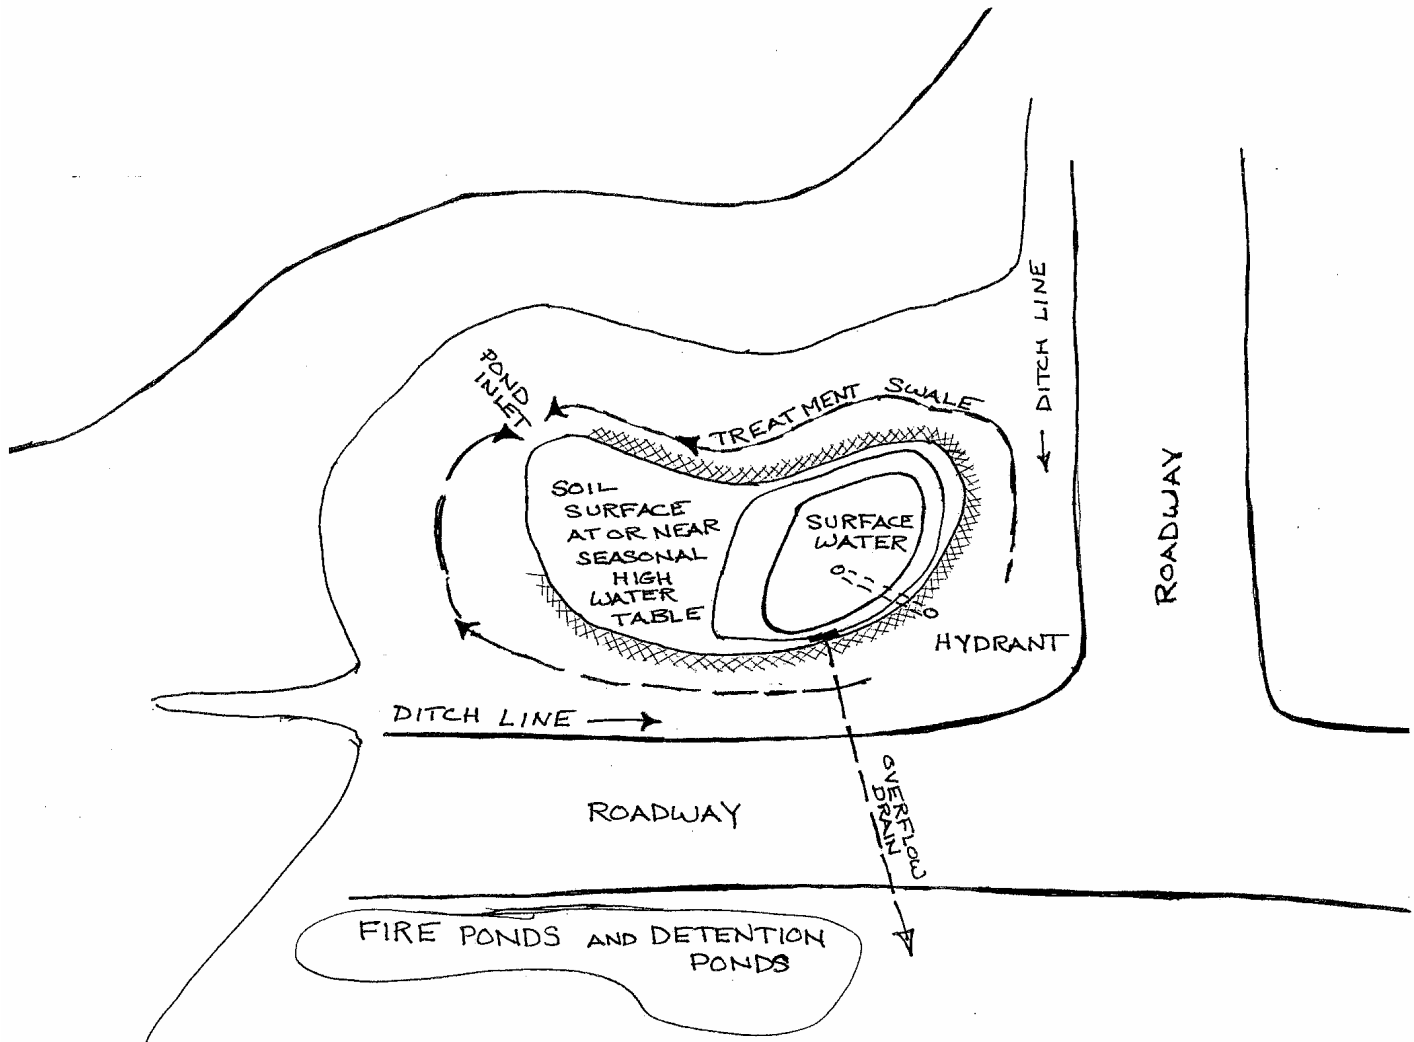 DITCH LINE
POND
INLET
TREATMENT SWALE
SOIL
SURFACE
AT OR NEAR
SEASONAL
HIGH
WATER
TABLE
SURFACE
WATER
ROADWAY
HYDRANT
DITCH LINE
ROADWAY
OVERFLOW
DRAIN
FIRE PONDS AND DETENTION
PONDS